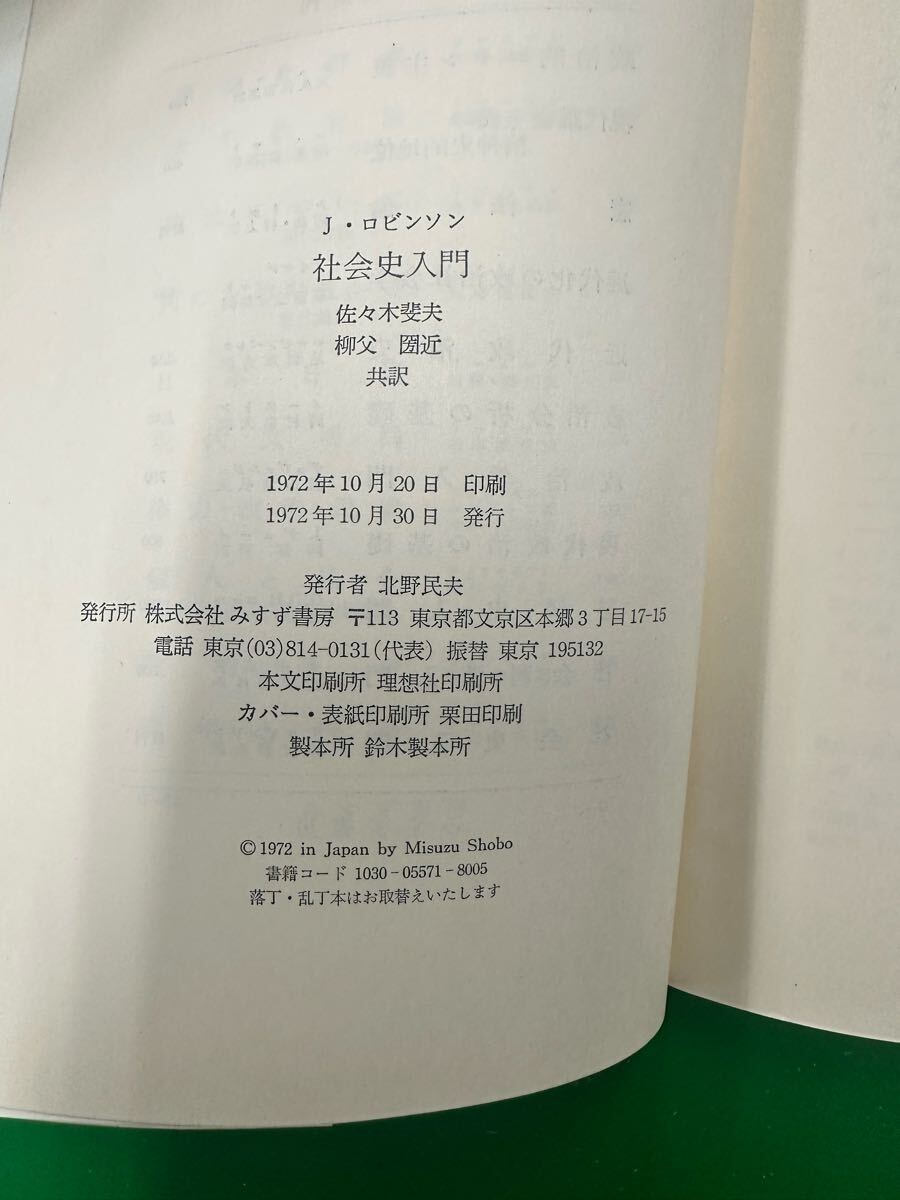 J・ロビンソン
社会史入門
佐々木斐夫
柳父 圀近
共訳
1972年10月20日 印刷
1972年10月30日 発行
発行者 北野民夫
発行所 株式会社 みすず書房 〒113 東京都文京区本郷3丁目17-15
電話 東京(03)814-0131(代表) 振替 東京 195132
本文印刷所 理想社印刷所
カバー・表紙印刷所 栗田印刷
製本所 鈴木製本所
© 1972 in Japan by Misuzu Shobo
書籍コード 1030-05571-8005
落丁・乱丁本はお取替えいたします